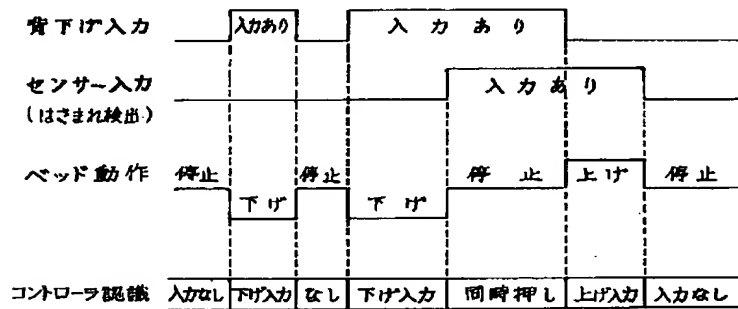 背下げ入力
入力あり
入力あり
センサー入力
(はさまれ検出)
入力あり
ベッド動作
停止
下げ
停止
下げ
停止
上げ
停止
コントローラ認識
入力なし
下げ入力
なし
下げ入力
同時押し
上げ入力
入力なし